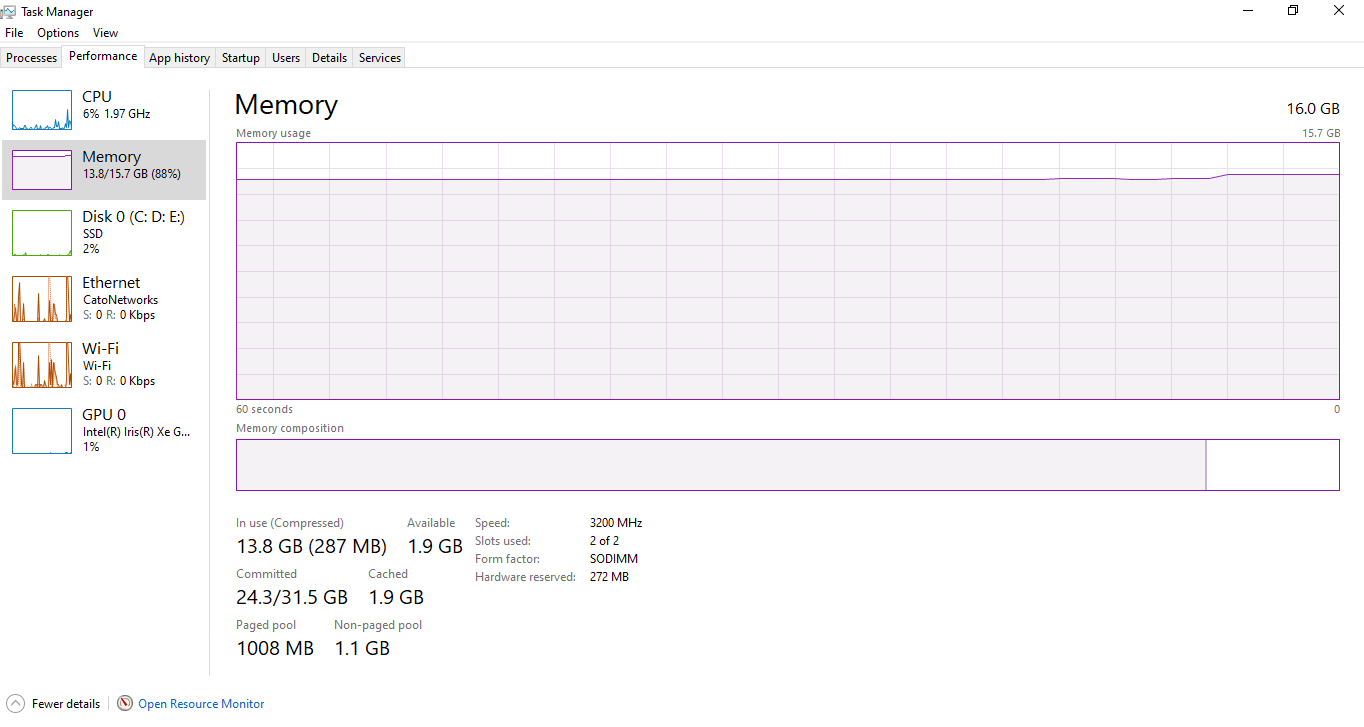 Task Manager
File Options View
Processes Performance App history Startup Users Details Services
CPU
6% 1.97 GHz
Memory
13.8/15.7 GB (88%)
Disk 0 (C: D: E:)
SSD
2%
Ethernet
CatoNetworks
S: 0 R: 0 Kbps
Wi-Fi
Wi-Fi
S: 0 R: 0 Kbps
GPU 0
Intel(R) Iris(R) Xe G...
1%
Memory 16.0 GB
Memory usage 15.7 GB
60 seconds 0
Memory composition
In use (Compressed) Available
13.8 GB (287 MB) 1.9 GB
Committed Cached
24.3/31.5 GB 1.9 GB
Paged pool Non-paged pool
1008 MB 1.1 GB
Speed: 3200 MHz
Slots used: 2 of 2
Form factor: SODIMM
Hardware reserved: 272 MB
Fewer details Open Resource Monitor